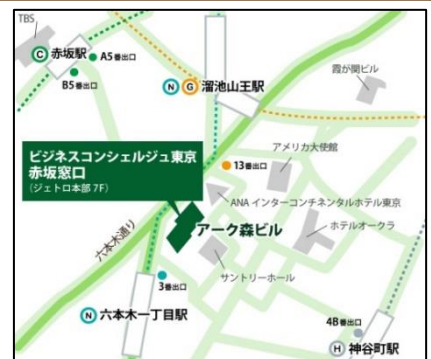 TBS
C 赤坂駅
A5番出口
B5番出口
N G 溜池山王駅
霞が関ビル
ビジネスコンシェルジュ東京
赤坂窓口
(ジェトロ本部 7F)
13番出口
アメリカ大使館
ANA インターコンチネンタルホテル東京
アーク森ビル
ホテルオークラ
六本木通り
サントリーホール
3番出口
N 六本木一丁目駅
4B番出口
H 神谷町駅